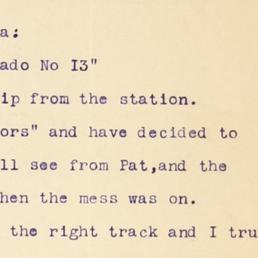 a:
ado No I3"
ip from the station.
ors" and have decided to
ll see from Pat,and the
hen the mess was on.
the right track and I tru